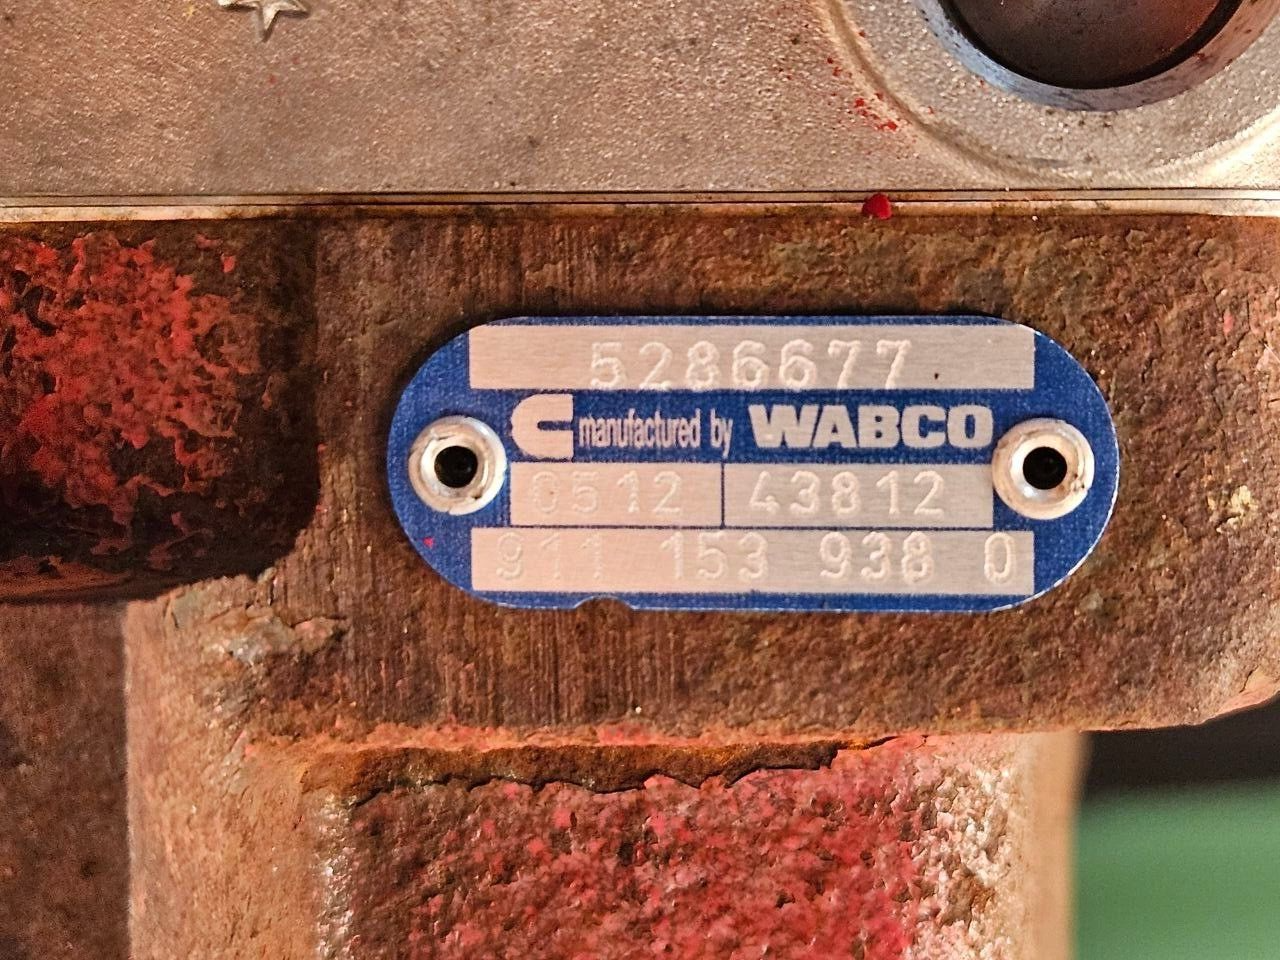 5286677
manufactured by WABCO
0512 43812
911 153 938 0